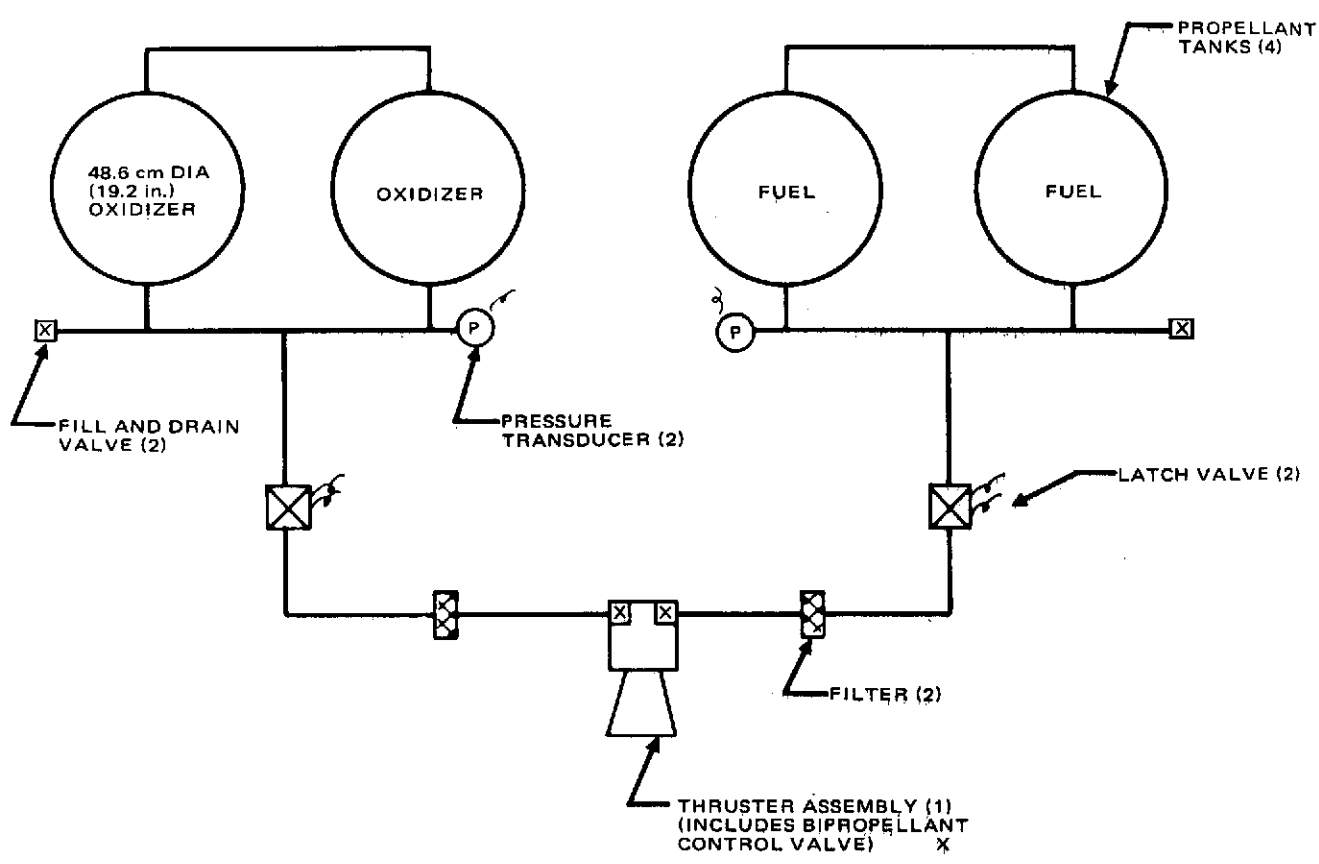 PROPELLANT
TANKS (4)
48.6 cm DIA
(19.2 in.)
OXIDIZER
OXIDIZER
FUEL
FUEL
X
P
P
X
FILL AND DRAIN
VALVE (2)
PRESSURE
TRANSDUCER (2)
LATCH VALVE (2)
X
X
FILTER (2)
THRUSTER ASSEMBLY (1)
(INCLUDES BIPROPELLANT
CONTROL VALVE) X